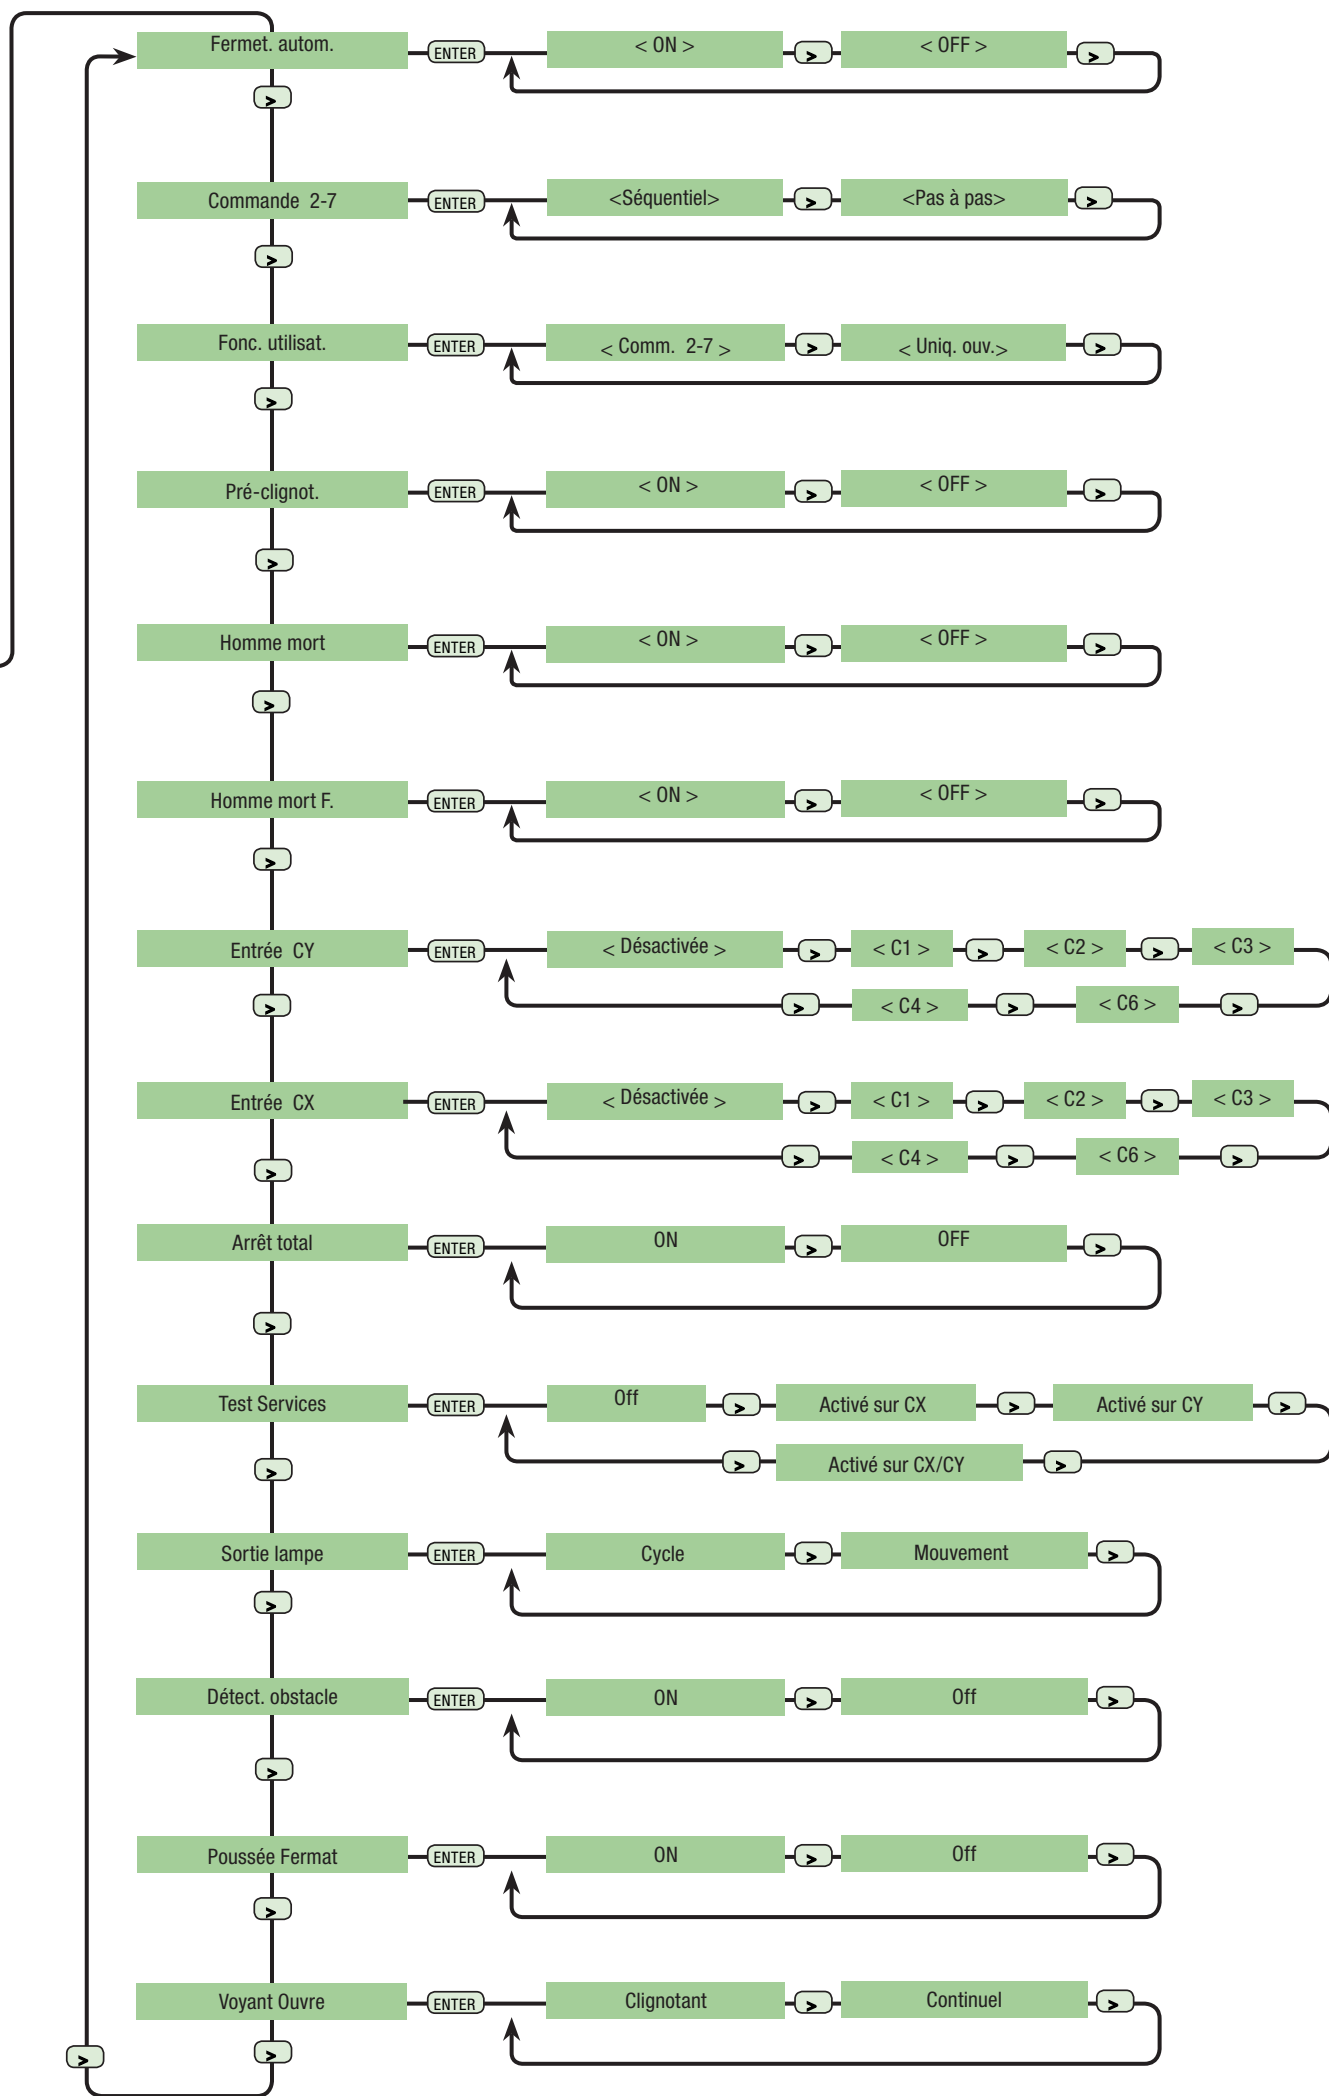 Fermet. autom. ENTER < ON > > < OFF > >
>
Commande 2-7 ENTER <Séquentiel> > <Pas à pas> >
>
Fonc. utilisat. ENTER < Comm. 2-7 > > < Uniq. ouv.> >
>
Pré-clignot. ENTER < ON > > < OFF > >
>
Homme mort ENTER < ON > > < OFF > >
>
Homme mort F. ENTER < ON > > < OFF > >
>
Entrée CY ENTER < Désactivée > > < C1 > > < C2 > > < C3 >
> > < C4 > > < C6 > >
Entrée CX ENTER < Désactivée > > < C1 > > < C2 > > < C3 >
> > < C4 > > < C6 > >
Arrêt total ENTER ON > OFF >
>
Test Services ENTER Off > Activé sur CX > Activé sur CY >
> > Activé sur CX/CY >
Sortie lampe ENTER Cycle > Mouvement >
>
Détect. obstacle ENTER ON > Off >
>
Poussée Fermat ENTER ON > Off >
>
Voyant Ouvre ENTER Clignotant > Continuel >
> >